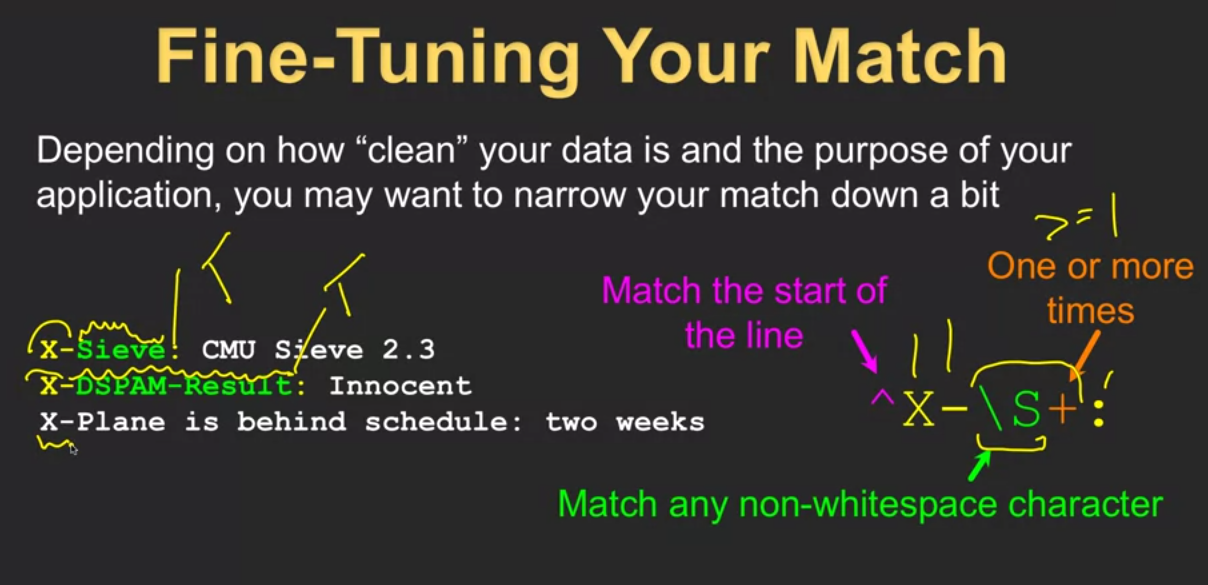 Fine-Tuning Your Match
Depending on how “clean” your data is and the purpose of your
application, you may want to narrow your match down a bit
>=1
One or more
times
Match the start of
the line
X-Sieve: CMU Sieve 2.3
X-DSPAM-Result: Innocent
X-Plane is behind schedule: two weeks
^X-\S+:
Match any non-whitespace character